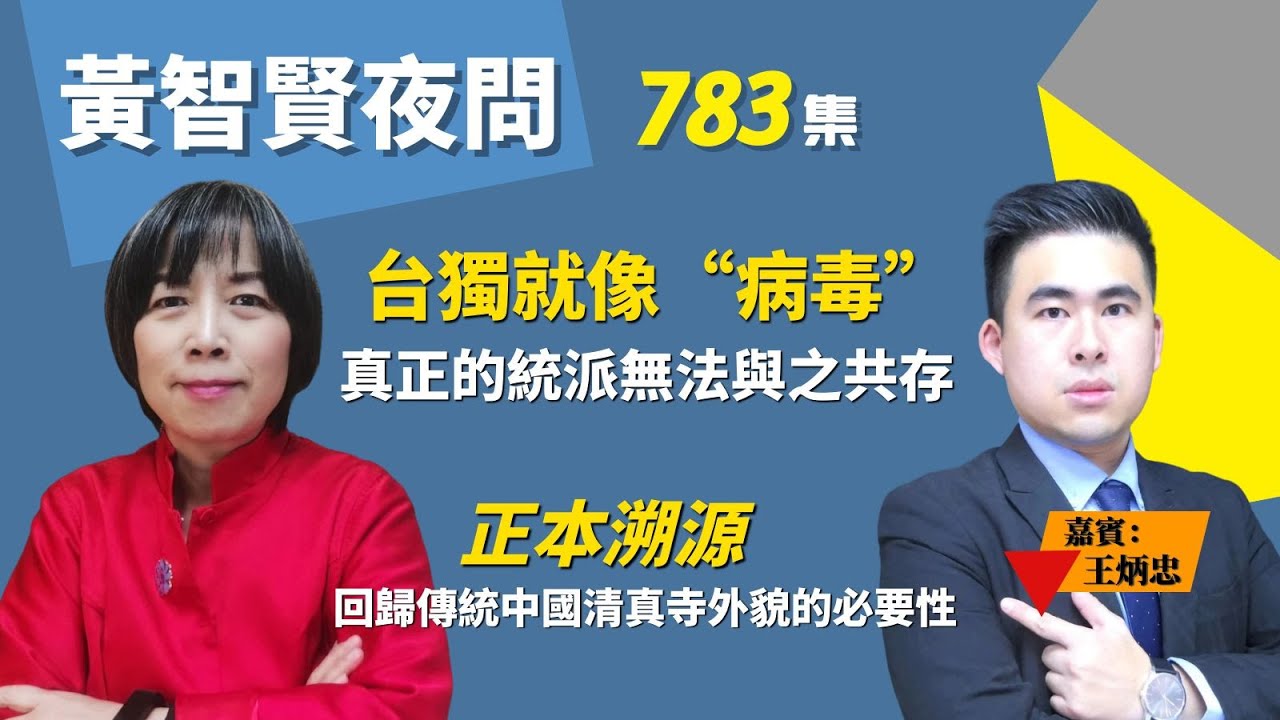 黃智賢夜問 783集
台獨就像“病毒”
真正的統派無法與之共存
正本溯源
回歸傳統中國清真寺外貌的必要性
嘉賓：
王炳忠